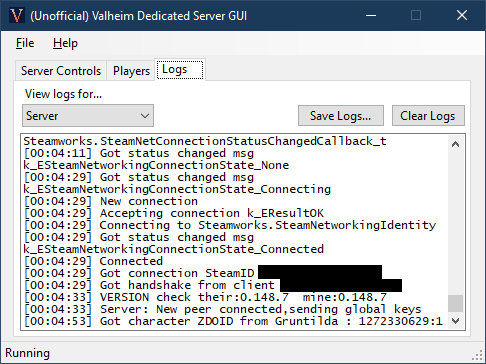 (Unofficial) Valheim Dedicated Server GUI
File Help
Server Controls Players Logs
View logs for...
Server Save Logs... Clear Logs
Steamworks.SteamNetConnectionStatusChangedCallback_t
[00:04:11] Got status changed msg
k_ESteamNetworkingConnectionState_None
[00:04:29] Got status changed msg
k_ESteamNetworkingConnectionState_Connecting
[00:04:29] New connection
[00:04:29] Accepting connection k_EResultOK
[00:04:29] Connecting to Steamworks.SteamNetworkingIdentity
[00:04:29] Got status changed msg
k_ESteamNetworkingConnectionState_Connected
[00:04:29] Connected
[00:04:29] Got connection SteamID
[00:04:29] Got handshake from client
[00:04:33] VERSION check their:0.148.7  mine:0.148.7
[00:04:33] Server: New peer connected,sending global keys
[00:04:53] Got character ZDOID from Gruntilda : 1272330629:1
Running